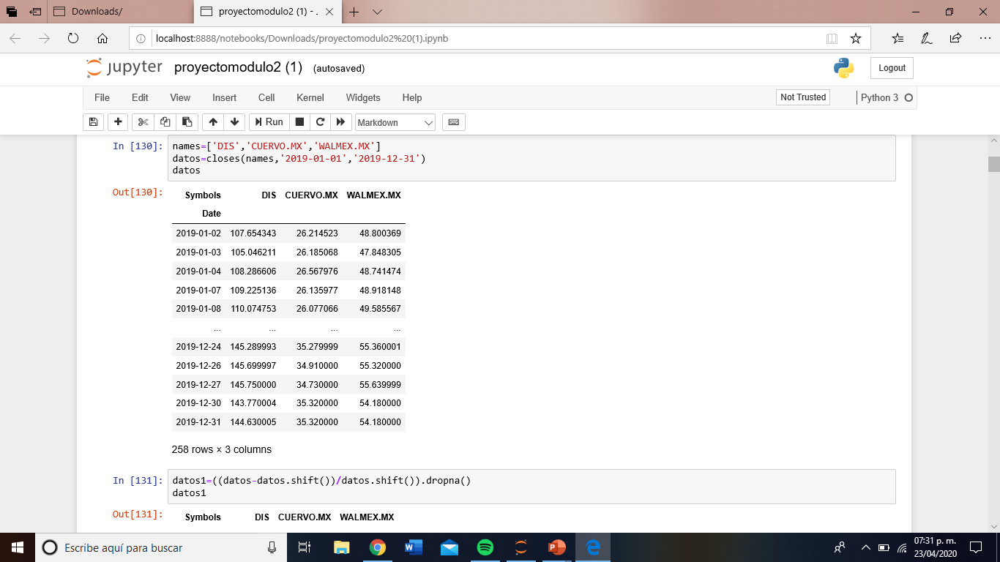 Downloads/
proyectomodulo2 (1) - .
localhost:8888/notebooks/Downloads/proyectomodulo2%20(1).ipynb
jupyter proyectomodulo2 (1) (autosaved)
Logout
File Edit View Insert Cell Kernel Widgets Help
Not Trusted
Python 3
Run
Markdown
In [130]: names=['DIS','CUERVO.MX','WALMEX.MX']
datos=closes(names,'2019-01-01','2019-12-31')
datos
Out[130]:
Symbols DIS CUERVO.MX WALMEX.MX
Date
2019-01-02 107.654343 26.214523 48.800369
2019-01-03 105.046211 26.185068 47.848305
2019-01-04 108.286606 26.567976 48.741474
2019-01-07 109.225136 26.135977 48.918148
2019-01-08 110.074753 26.077066 49.585567
... ... ... ...
2019-12-24 145.289993 35.279999 55.360001
2019-12-26 145.699997 34.910000 55.320000
2019-12-27 145.750000 34.730000 55.639999
2019-12-30 143.770004 35.320000 54.180000
2019-12-31 144.630005 35.320000 54.180000
258 rows × 3 columns
In [131]: datos1=((datos-datos.shift())/datos.shift()).dropna()
datos1
Out[131]:
Symbols DIS CUERVO.MX WALMEX.MX
Escribe aquí para buscar
07:31 p. m.
23/04/2020